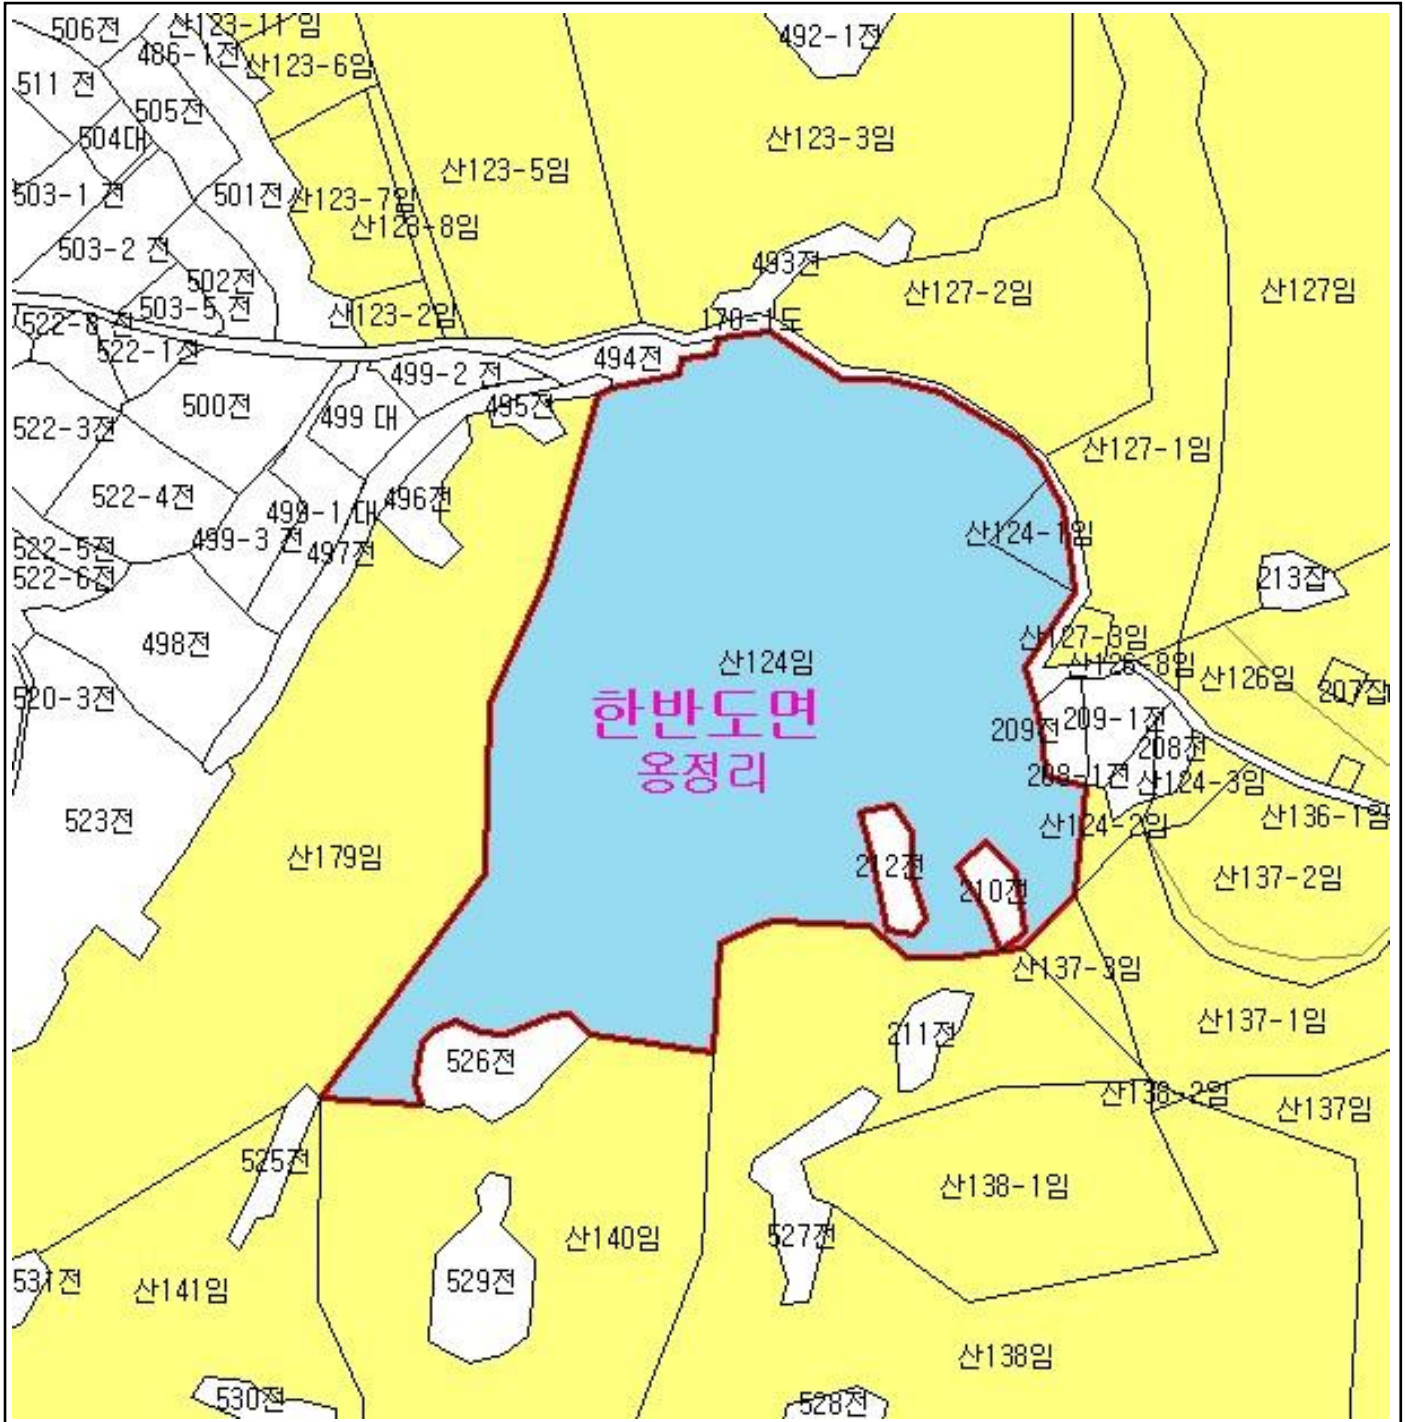 506전
산123-11임
492-1전
486-1전
산123-6임
511 전
505전
504대
산123-3임
산123-5임
503-1 전
501전
산123-7임
산123-8임
503-2 전
493전
502전
산127-2임
산127임
503-5 전
산123-2임
170-1도
522-8 전
522-1전
494전
499-2 전
500전
495전
499 대
522-3전
산127-1임
522-4전
496전
499-1 대
499-3 전
산124-1임
522-5전
497전
522-6전
213잡
498전
산127-3임
산124임
산126-8임
산126임
520-3전
207잡
한반도면
209-1전
209전
208전
옹정리
208-1전
산124-3임
523전
산124-2임
산136-1임
산179임
212전
산137-2임
210전
산137-3임
산137-1임
211전
526전
산138-2임
산137임
525전
산138-1임
527전
산140임
531전
산141임
529전
산138임
530전
528전